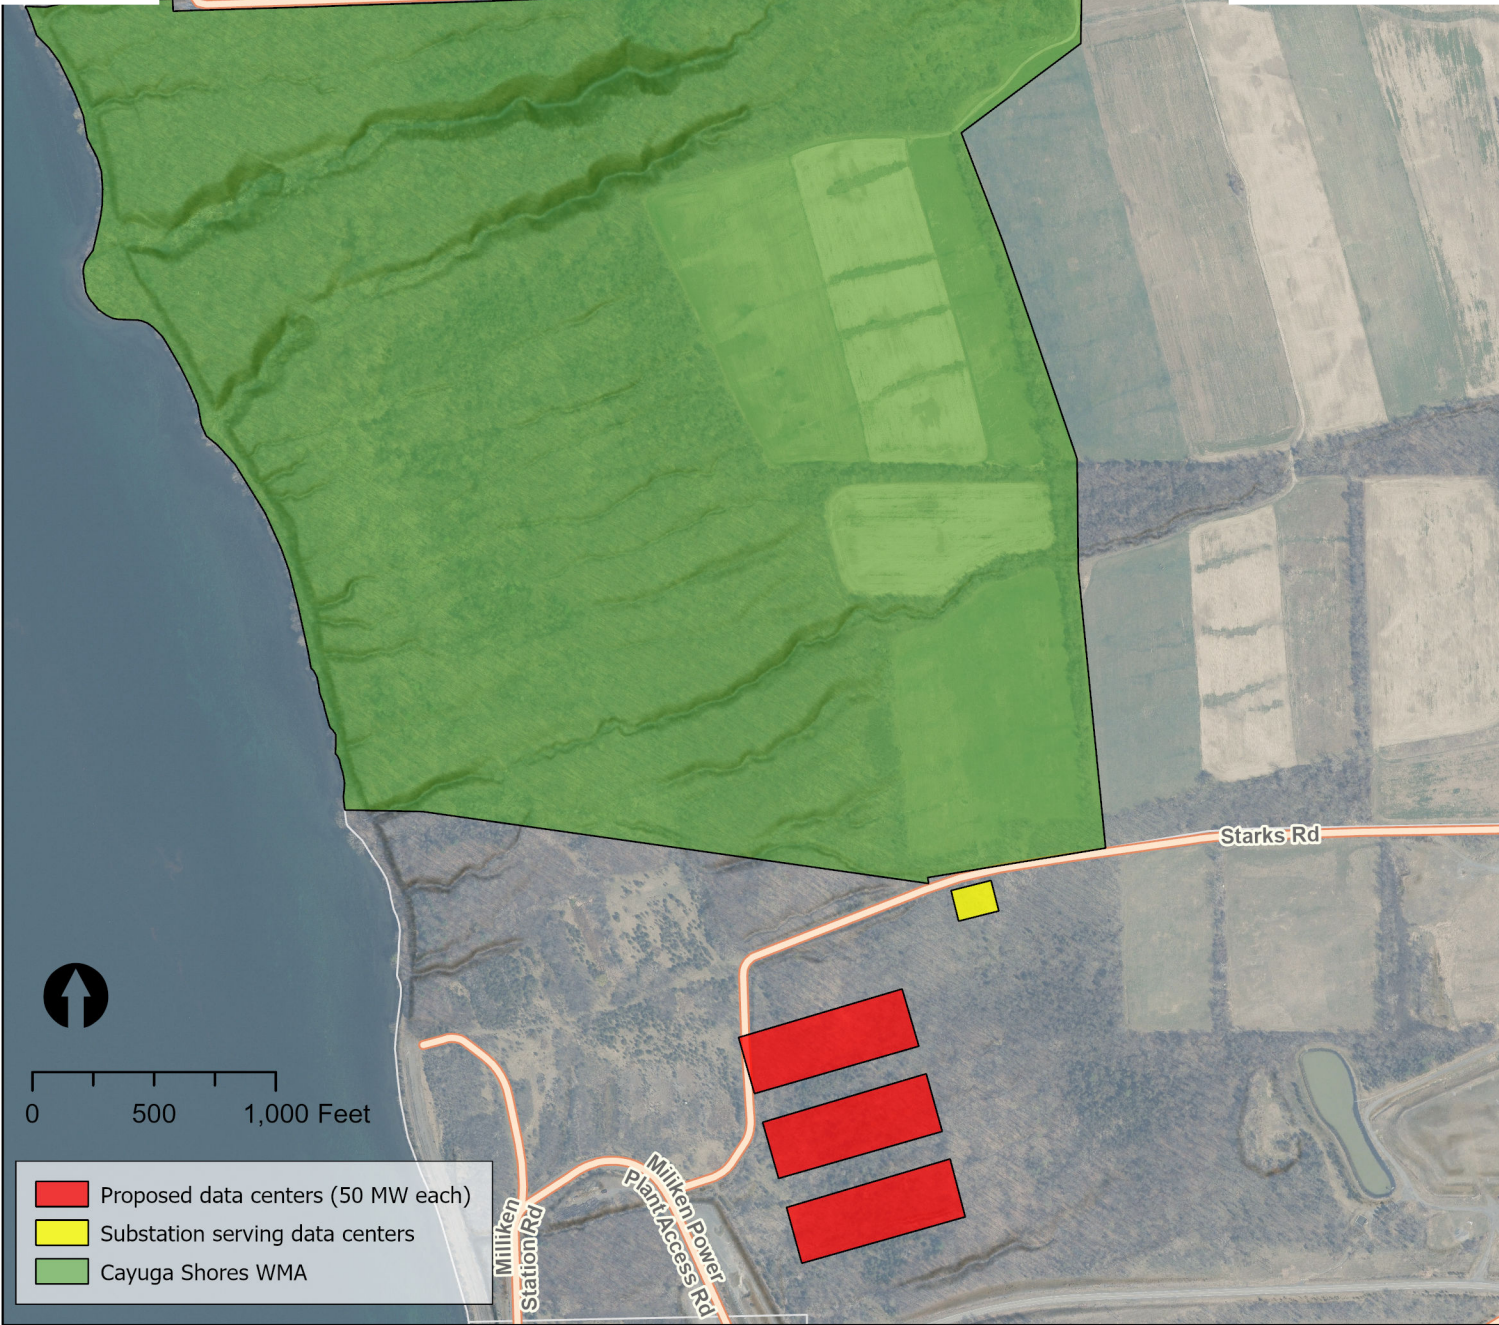 Starks Rd
0 500 1,000 Feet
Miliken Power
Plant Access Rd
Milliken
Station Rd
Proposed data centers (50 MW each)
Substation serving data centers
Cayuga Shores WMA